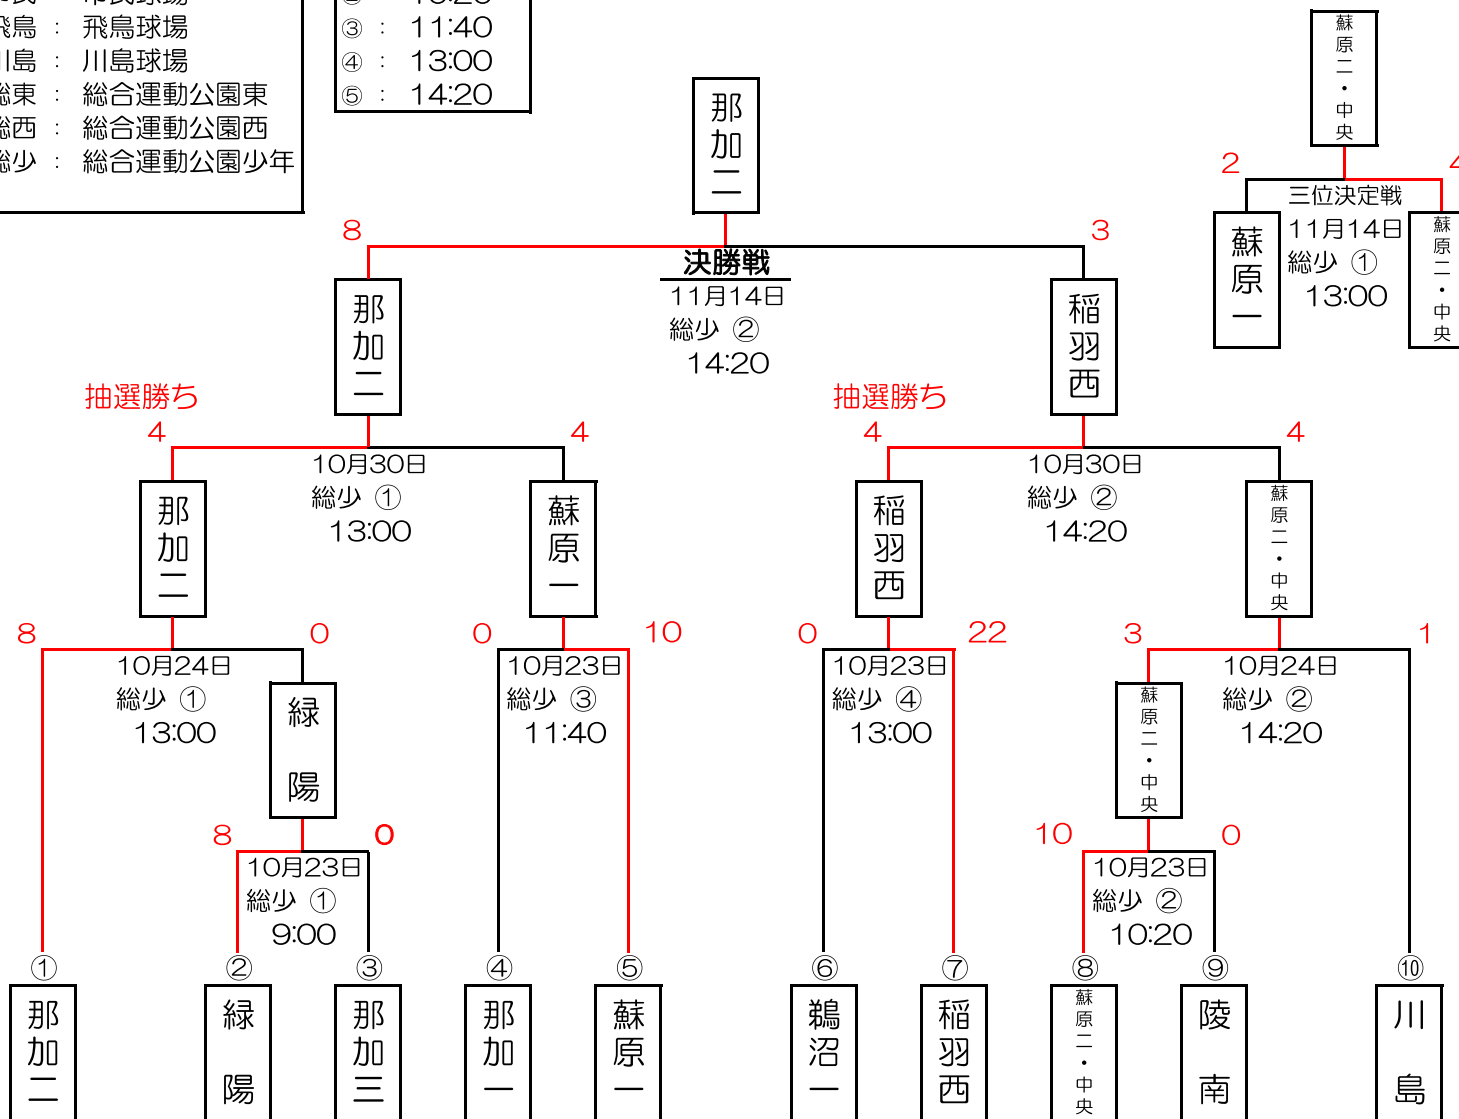 飛鳥 : 飛鳥球場
川島 : 川島球場
総東 : 総合運動公園東
総西 : 総合運動公園西
総少 : 総合運動公園少年
③ : 11:40
④ : 13:00
⑤ : 14:20
蘇原二・中央
2
4
三位決定戦
11月14日
総少 ①
13:00
蘇原一
蘇原二・中央
那加二
8
3
決勝戦
11月14日
総少 ②
14:20
那加二
稲羽西
抽選勝ち
4
4
10月30日
総少 ①
13:00
抽選勝ち
4
4
10月30日
総少 ②
14:20
那加二
蘇原一
稲羽西
蘇原二・中央
8
0
10月24日
総少 ①
13:00
0
10
10月23日
総少 ③
11:40
0
22
10月23日
総少 ④
13:00
3
1
10月24日
総少 ②
14:20
緑陽
蘇原二・中央
8
0
10月23日
総少 ①
9:00
10
0
10月23日
総少 ②
10:20
①
②
③
④
⑤
⑥
⑦
⑧
⑨
⑩
那加二
緑陽
那加三
那加一
蘇原一
鵜沼一
稲羽西
蘇原二・中央
陵南
川島